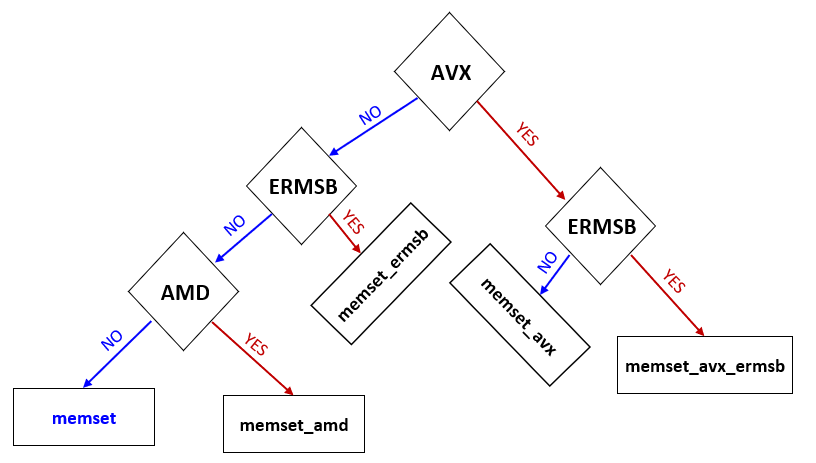 AVX
NO
YES
ERMSB
ERMSB
NO
YES
NO
YES
memset_ermsb
memset_avx
AMD
NO
YES
memset_avx_ermsb
memset
memset_amd